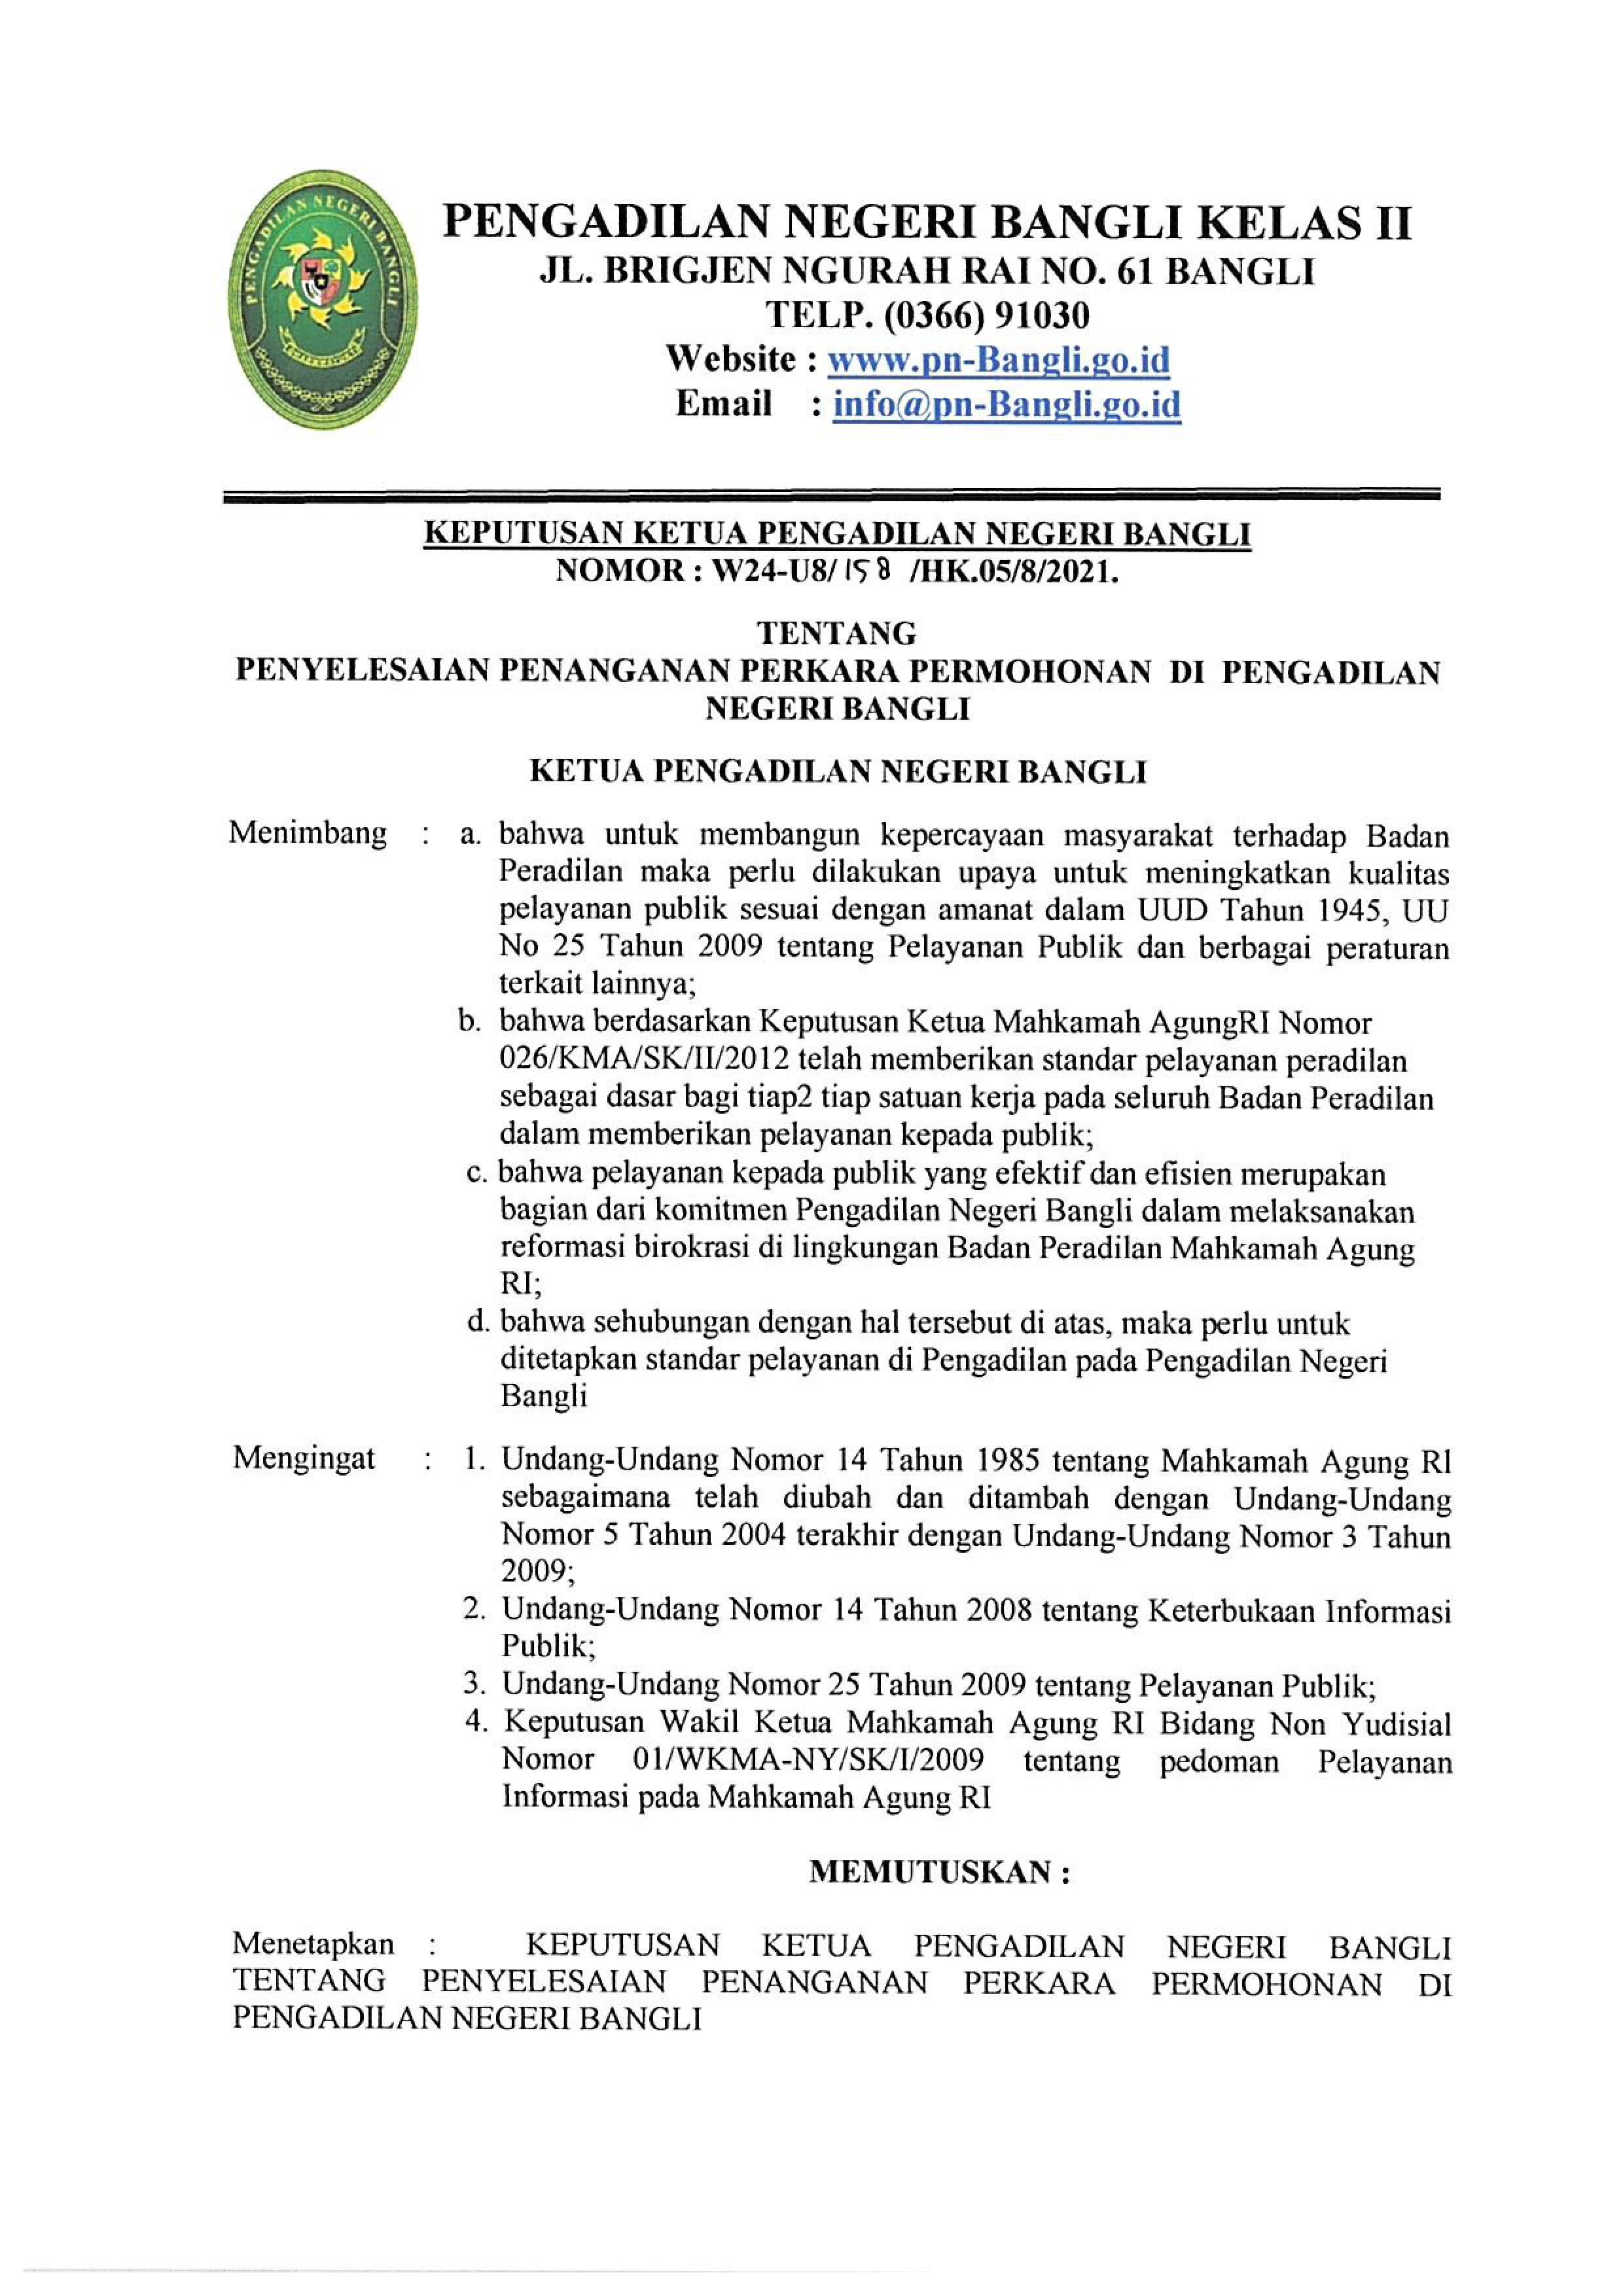 PENGADILAN NEGERI BANGLI
DHARMMAYUKTI
PENGADILAN NEGERI BANGLI KELAS II
JL. BRIGJEN NGURAH RAI NO. 61 BANGLI
TELP. (0366) 91030
Website : www.pn-Bangli.go.id
Email : info@pn-Bangli.go.id
KEPUTUSAN KETUA PENGADILAN NEGERI BANGLI
NOMOR : W24-U8/ 158 /HK.05/8/2021.
TENTANG
PENYELESAIAN PENANGANAN PERKARA PERMOHONAN DI PENGADILAN
NEGERI BANGLI
KETUA PENGADILAN NEGERI BANGLI
Menimbang : a. bahwa untuk membangun kepercayaan masyarakat terhadap Badan
Peradilan maka perlu dilakukan upaya untuk meningkatkan kualitas
pelayanan publik sesuai dengan amanat dalam UUD Tahun 1945, UU
No 25 Tahun 2009 tentang Pelayanan Publik dan berbagai peraturan
terkait lainnya;
b. bahwa berdasarkan Keputusan Ketua Mahkamah AgungRI Nomor
026/KMA/SK/II/2012 telah memberikan standar pelayanan peradilan
sebagai dasar bagi tiap2 tiap satuan kerja pada seluruh Badan Peradilan
dalam memberikan pelayanan kepada publik;
c. bahwa pelayanan kepada publik yang efektif dan efisien merupakan
bagian dari komitmen Pengadilan Negeri Bangli dalam melaksanakan
reformasi birokrasi di lingkungan Badan Peradilan Mahkamah Agung
RI;
d. bahwa sehubungan dengan hal tersebut di atas, maka perlu untuk
ditetapkan standar pelayanan di Pengadilan pada Pengadilan Negeri
Bangli
Mengingat : 1. Undang-Undang Nomor 14 Tahun 1985 tentang Mahkamah Agung RI
sebagaimana telah diubah dan ditambah dengan Undang-Undang
Nomor 5 Tahun 2004 terakhir dengan Undang-Undang Nomor 3 Tahun
2009;
2. Undang-Undang Nomor 14 Tahun 2008 tentang Keterbukaan Informasi
Publik;
3. Undang-Undang Nomor 25 Tahun 2009 tentang Pelayanan Publik;
4. Keputusan Wakil Ketua Mahkamah Agung RI Bidang Non Yudisial
Nomor 01/WKMA-NY/SK/I/2009 tentang pedoman Pelayanan
Informasi pada Mahkamah Agung RI
MEMUTUSKAN :
Menetapkan : KEPUTUSAN KETUA PENGADILAN NEGERI BANGLI
TENTANG PENYELESAIAN PENANGANAN PERKARA PERMOHONAN DI
PENGADILAN NEGERI BANGLI